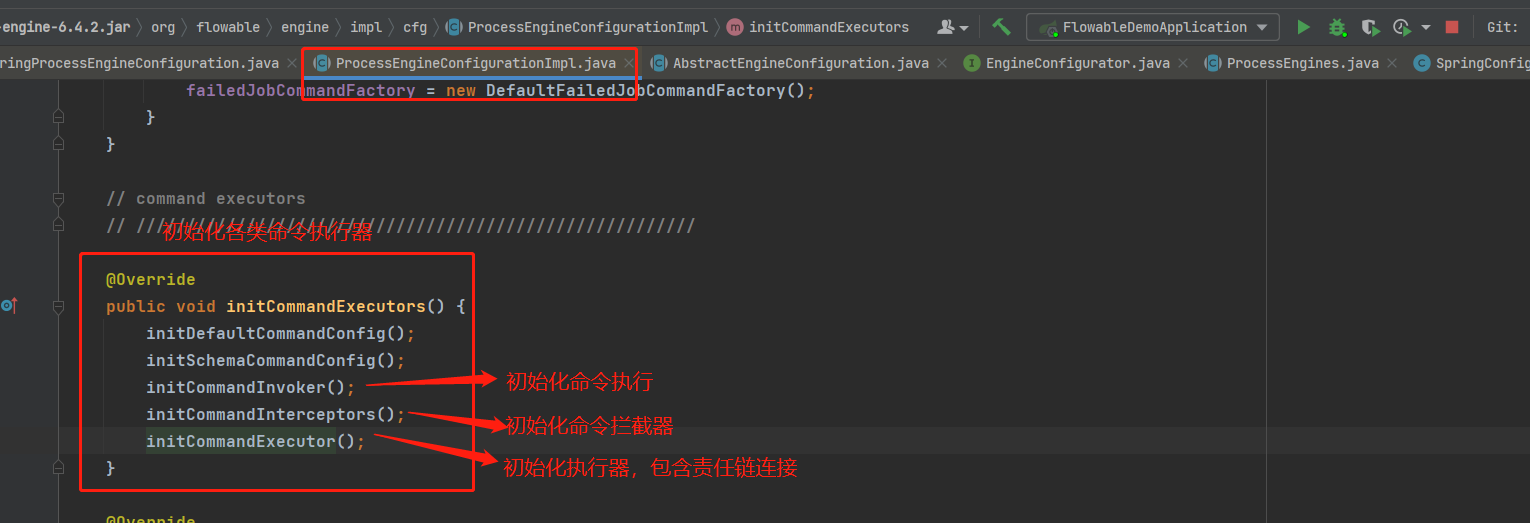 -engine-6.4.2.jar org flowable engine impl cfg ProcessEngineConfigurationImpl m initCommandExecutors FlowableDemoApplication Git:
ringProcessEngineConfiguration.java C ProcessEngineConfigurationImpl.java C AbstractEngineConfiguration.java I EngineConfigurator.java C ProcessEngines.java C SpringConfig
failedJobCommandFactory = new DefaultFailedJobCommandFactory();
}
}
// command executors
// ////////////////////////////////////////////////////////
初始化各类命令执行器
@Override
public void initCommandExecutors() {
initDefaultCommandConfig();
initSchemaCommandConfig();
initCommandInvoker(); 初始化命令执行
initCommandInterceptors(); 初始化命令拦截器
initCommandExecutor(); 初始化执行器，包含责任链连接
}
@Override